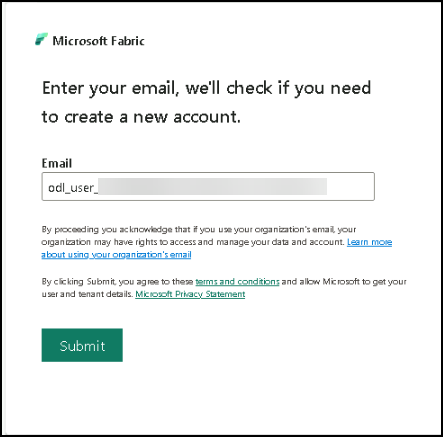 Microsoft Fabric
Enter your email, we'll check if you need
to create a new account.
Email
odl_user_
By proceeding you acknowledge that if you use your organization's email, your
organization may have rights to access and manage your data and account. Learn more
about using your organization's email
By clicking Submit, you agree to these terms and conditions and allow Microsoft to get your
user and tenant details. Microsoft Privacy Statement
Submit